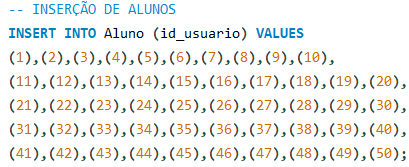 -- INSERÇÃO DE ALUNOS
INSERT INTO Aluno (id_usuario) VALUES
(1),(2),(3),(4),(5),(6),(7),(8),(9),(10),
(11),(12),(13),(14),(15),(16),(17),(18),(19),(20),
(21),(22),(23),(24),(25),(26),(27),(28),(29),(30),
(31),(32),(33),(34),(35),(36),(37),(38),(39),(40),
(41),(42),(43),(44),(45),(46),(47),(48),(49),(50);